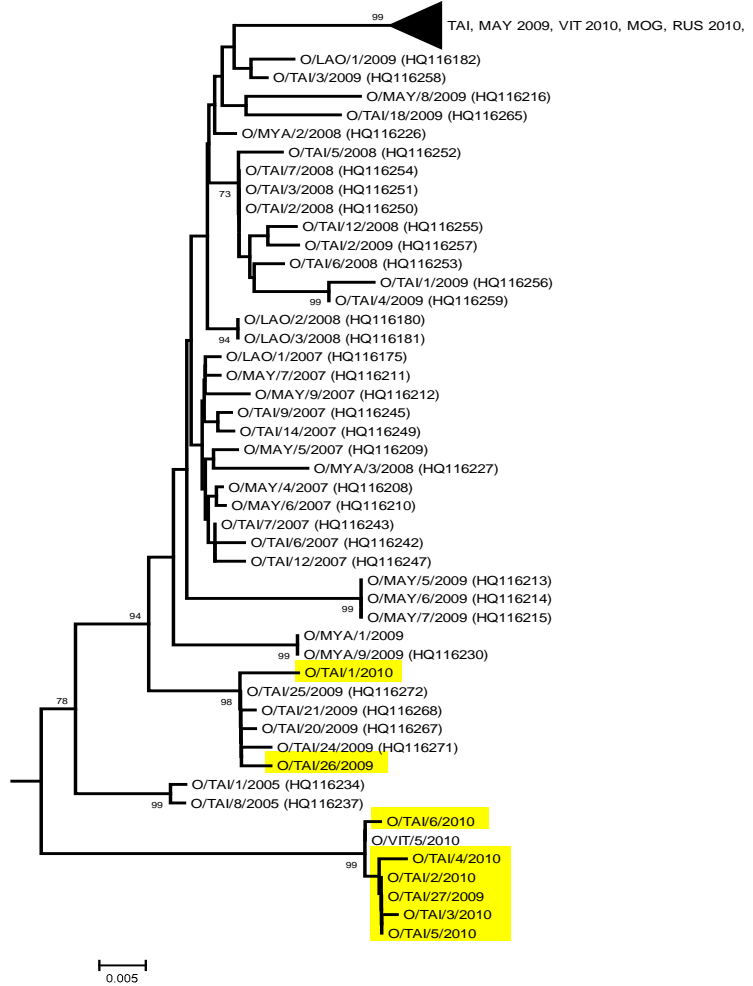 99
TAI, MAY 2009, VIT 2010, MOG, RUS 2010,
O/LAO/1/2009 (HQ116182)
O/TAI/3/2009 (HQ116258)
O/MAY/8/2009 (HQ116216)
O/TAI/18/2009 (HQ116265)
O/MYA/2/2008 (HQ116226)
O/TAI/5/2008 (HQ116252)
O/TAI/7/2008 (HQ116254)
73
O/TAI/3/2008 (HQ116251)
O/TAI/2/2008 (HQ116250)
O/TAI/12/2008 (HQ116255)
O/TAI/2/2009 (HQ116257)
O/TAI/6/2008 (HQ116253)
O/TAI/1/2009 (HQ116256)
99
O/TAI/4/2009 (HQ116259)
O/LAO/2/2008 (HQ116180)
94
O/LAO/3/2008 (HQ116181)
O/LAO/1/2007 (HQ116175)
O/MAY/7/2007 (HQ116211)
O/MAY/9/2007 (HQ116212)
O/TAI/9/2007 (HQ116245)
O/TAI/14/2007 (HQ116249)
O/MAY/5/2007 (HQ116209)
O/MYA/3/2008 (HQ116227)
O/MAY/4/2007 (HQ116208)
O/MAY/6/2007 (HQ116210)
O/TAI/7/2007 (HQ116243)
O/TAI/6/2007 (HQ116242)
O/TAI/12/2007 (HQ116247)
O/MAY/5/2009 (HQ116213)
O/MAY/6/2009 (HQ116214)
99
O/MAY/7/2009 (HQ116215)
94
O/MYA/1/2009
99
O/MYA/9/2009 (HQ116230)
O/TAI/1/2010
O/TAI/25/2009 (HQ116272)
78
98
O/TAI/21/2009 (HQ116268)
O/TAI/20/2009 (HQ116267)
O/TAI/24/2009 (HQ116271)
O/TAI/26/2009
O/TAI/1/2005 (HQ116234)
99
O/TAI/8/2005 (HQ116237)
O/TAI/6/2010
O/VIT/5/2010
99
O/TAI/4/2010
O/TAI/2/2010
O/TAI/27/2009
O/TAI/3/2010
O/TAI/5/2010
0.005